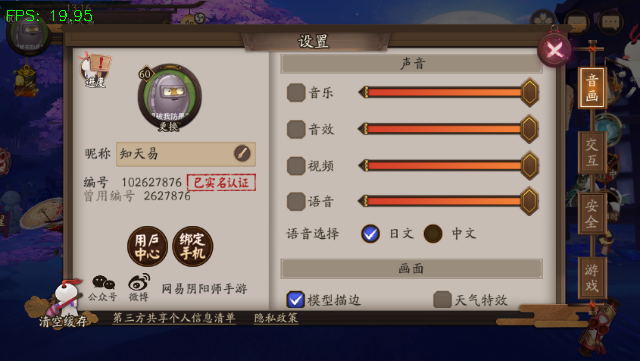 FPS: 19.95
13:16
设置
进度
60
破我防
更换
昵称 知天易
编号 102627876 已实名认证
曾用编号 2627876
用户中心
绑定手机
公众号
微博
网易阴阳师手游
清空缓存
第三方共享个人信息清单 隐私政策
声音
音乐
音效
视频
语音
语音选择 日文 中文
画面
模型描边 天气特效
音画
交互
安全
游戏